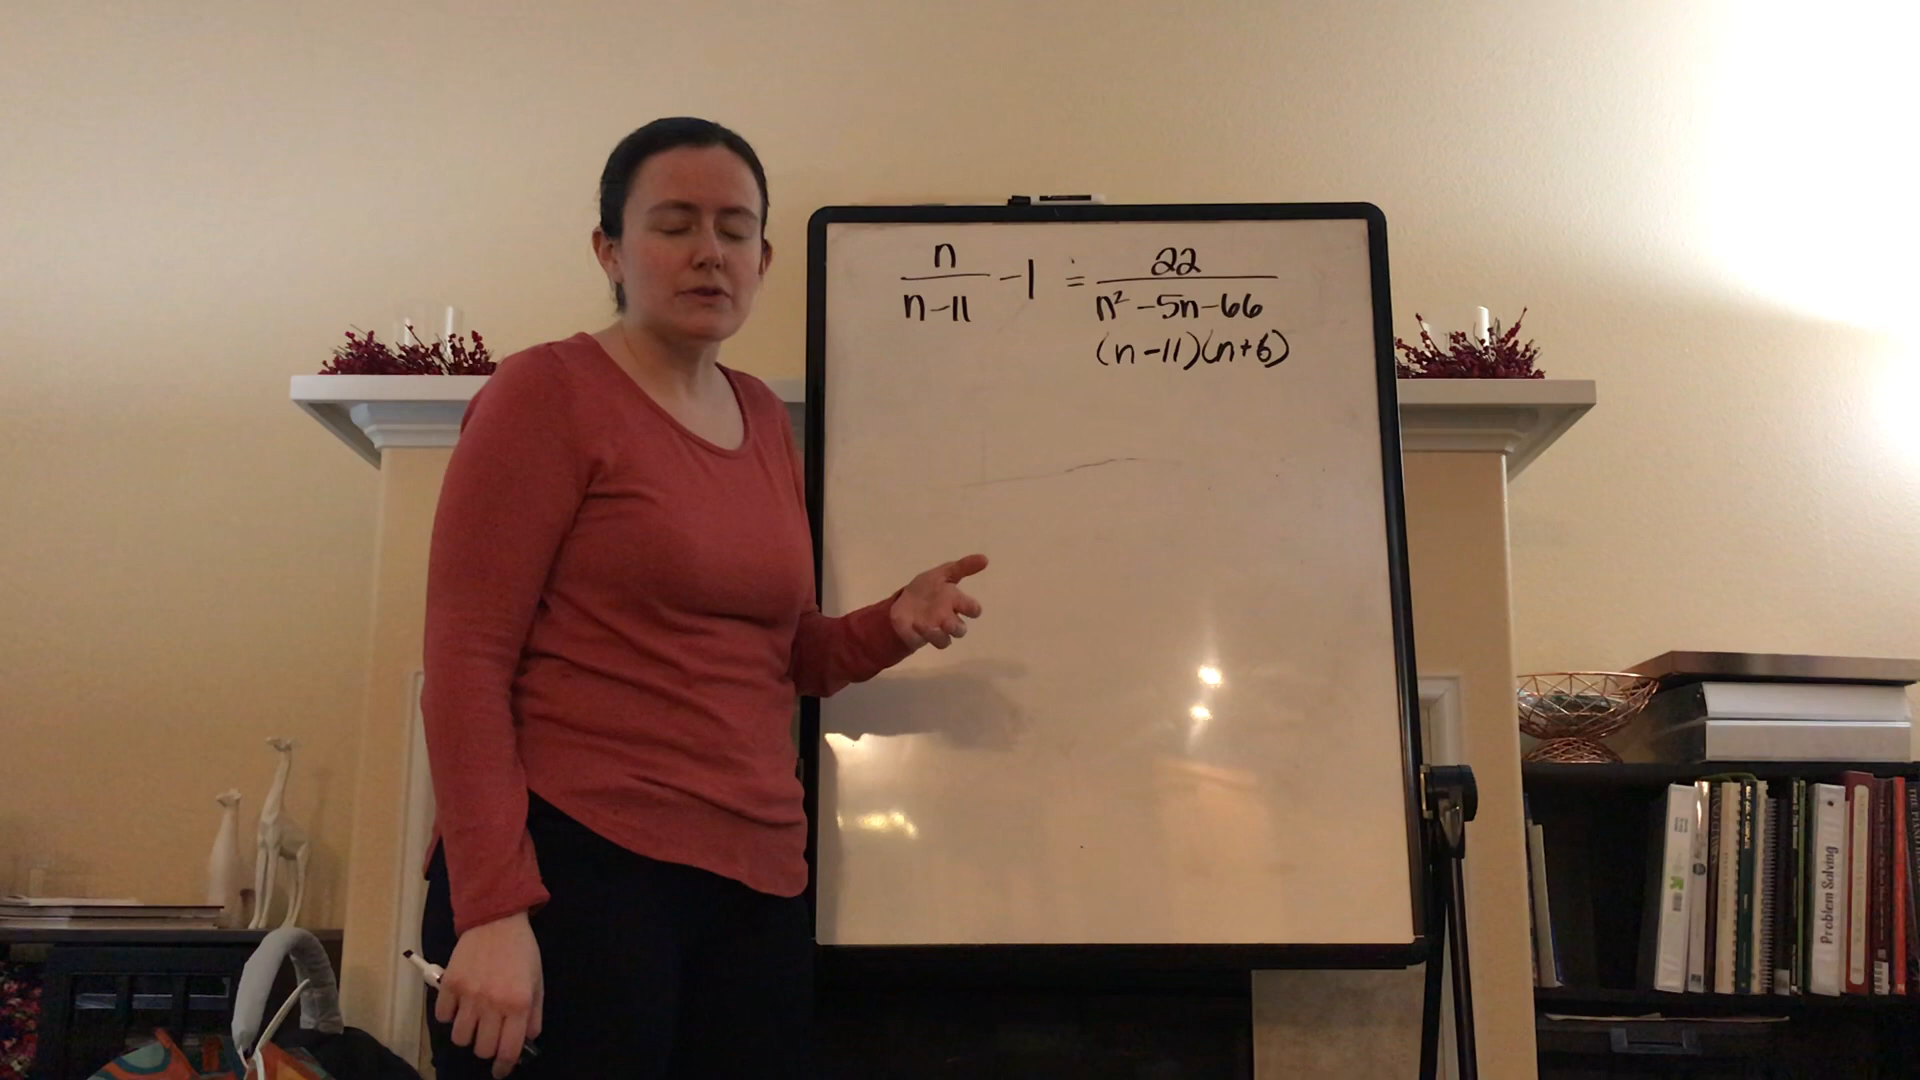 n/(n-11) - 1 = 22/(n² - 5n - 66)
(n-11)(n+6)
Problem Solving